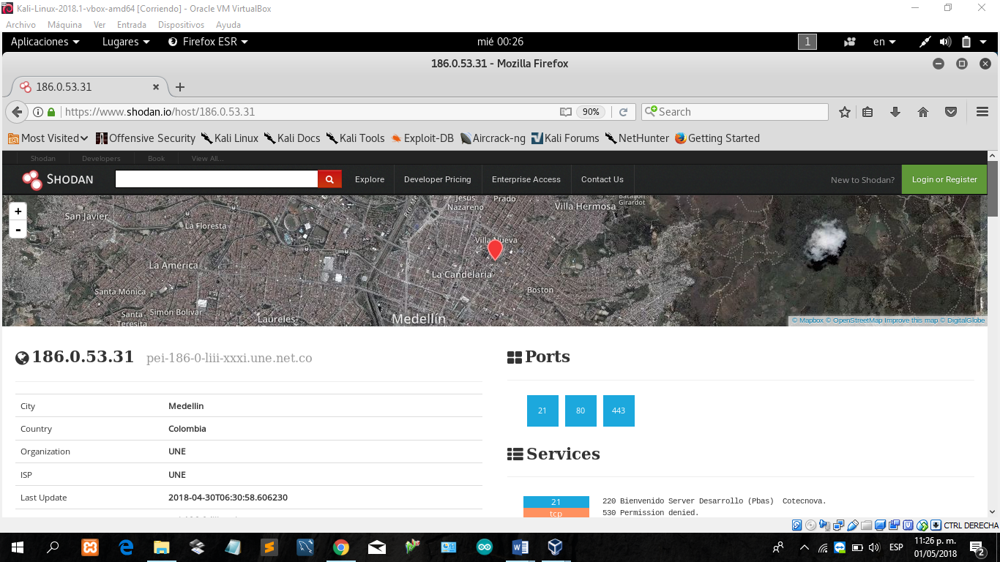 Kali-Linux-2018.1-vbox-amd64 [Corriendo] - Oracle VM VirtualBox
Archivo Máquina Ver Entrada Dispositivos Ayuda
Aplicaciones Lugares Firefox ESR mié 00:26 1 en
186.0.53.31 - Mozilla Firefox
186.0.53.31
https://www.shodan.io/host/186.0.53.31 90% Search
Most Visited Offensive Security Kali Linux Kali Docs Kali Tools Exploit-DB Aircrack-ng Kali Forums NetHunter Getting Started
Shodan Developers Book View All...
SHODAN Explore Developer Pricing Enterprise Access Contact Us New to Shodan? Login or Register
+
-
Jesús Nazareno
Prado
Batallón Girardot
San Javier
Villa Hermosa
La Floresta
Villa Nueva
La América
La Candelaria
Santa Mónica
Boston
Santa Teresita
Simón Bolívar
Laureles
Medellín
© Mapbox © OpenStreetMap Improve this map © DigitalGlobe
186.0.53.31 pei-186-0-liii-xxxi.une.net.co
City Medellin
Country Colombia
Organization UNE
ISP UNE
Last Update 2018-04-30T06:30:58.606230
Ports
21 80 443
Services
21
tcp
220 Bienvenido Server Desarrollo (Pbas)  Cotecnova.
530 Permission denied.
CTRL DERECHA
ESP
11:26 p. m.
01/05/2018
2